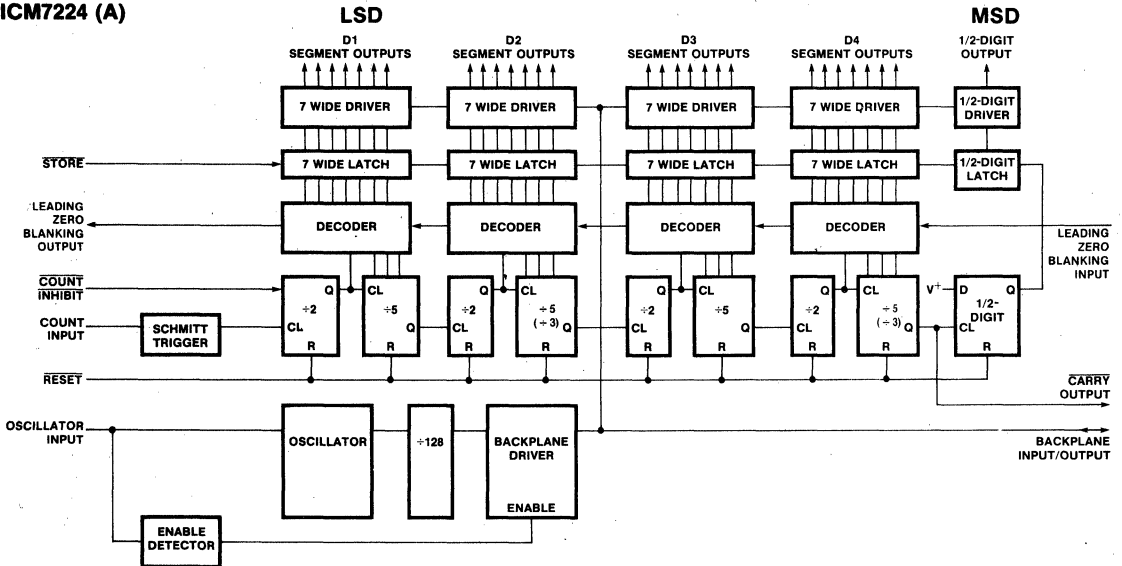 ICM7224 (A)
LSD
MSD
D1
SEGMENT OUTPUTS
D2
SEGMENT OUTPUTS
D3
SEGMENT OUTPUTS
D4
SEGMENT OUTPUTS
1/2-DIGIT
OUTPUT
7 WIDE DRIVER
7 WIDE DRIVER
7 WIDE DRIVER
7 WIDE DRIVER
1/2-DIGIT
DRIVER
STORE
7 WIDE LATCH
7 WIDE LATCH
7 WIDE LATCH
7 WIDE LATCH
1/2-DIGIT
LATCH
LEADING
ZERO
BLANKING
OUTPUT
DECODER
DECODER
DECODER
DECODER
LEADING
ZERO
BLANKING
INPUT
COUNT
INHIBIT
COUNT
INPUT
SCHMITT
TRIGGER
Q
÷2
CL
R
CL
÷5
Q
R
Q
÷2
CL
R
CL
÷5
(÷3)
Q
R
Q
÷2
CL
R
CL
÷5
Q
R
Q
÷2
CL
R
CL
÷5
(÷3)
Q
R
V+
D
Q
1/2-
DIGIT
CL
R
RESET
CARRY
OUTPUT
OSCILLATOR
INPUT
OSCILLATOR
÷128
BACKPLANE
DRIVER
ENABLE
BACKPLANE
INPUT/OUTPUT
ENABLE
DETECTOR